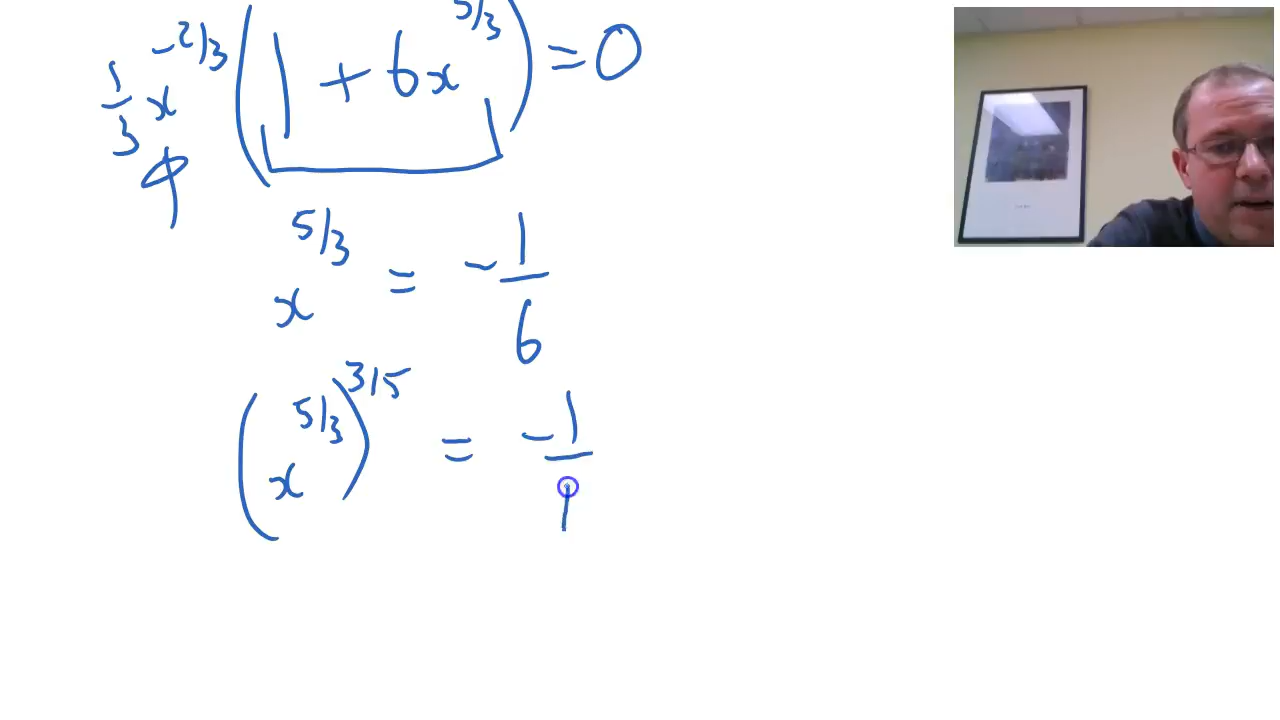 1/3 x^-2/3 (1 + 6x^5/3) = 0
φ
x^5/3 = -1/6
(x^5/3)^3/5 = -1/